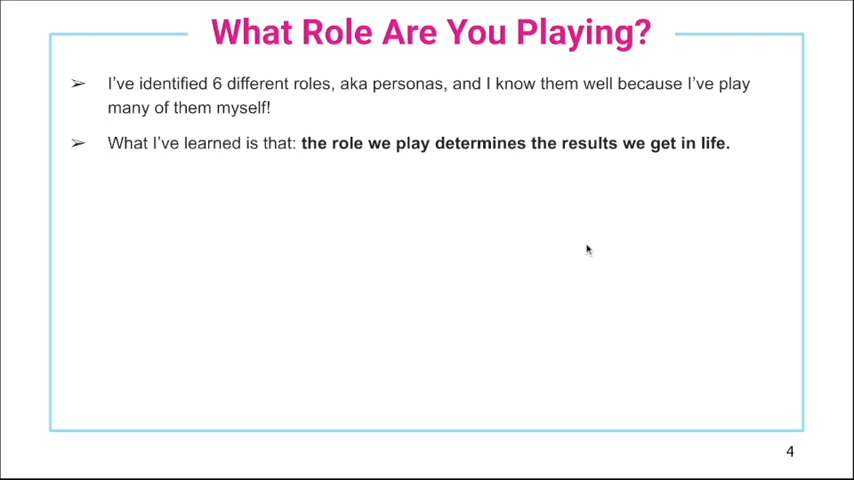 What Role Are You Playing?
➢ I've identified 6 different roles, aka personas, and I know them well because I've play
many of them myself!
➢ What I've learned is that: the role we play determines the results we get in life.
4